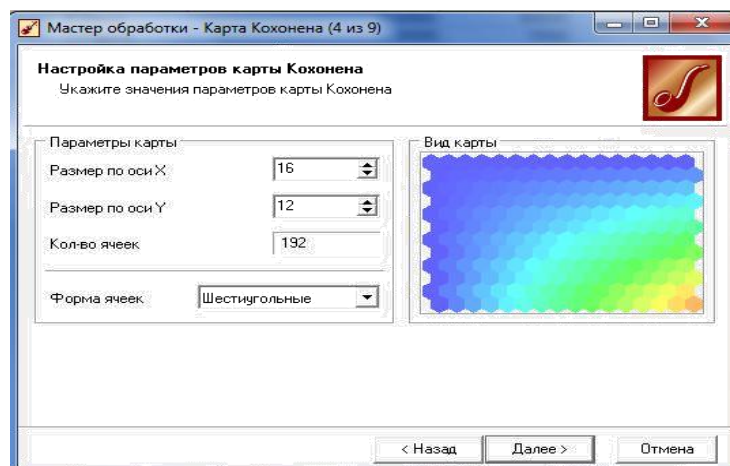 Мастер обработки - Карта Кохонена (4 из 9)
Настройка параметров карты Кохонена
Укажите значения параметров карты Кохонена
Параметры карты
Размер по оси X
16
Размер по оси Y
12
Кол-во ячеек
192
Форма ячеек
Шестиугольные
Вид карты
< Назад
Далее >
Отмена